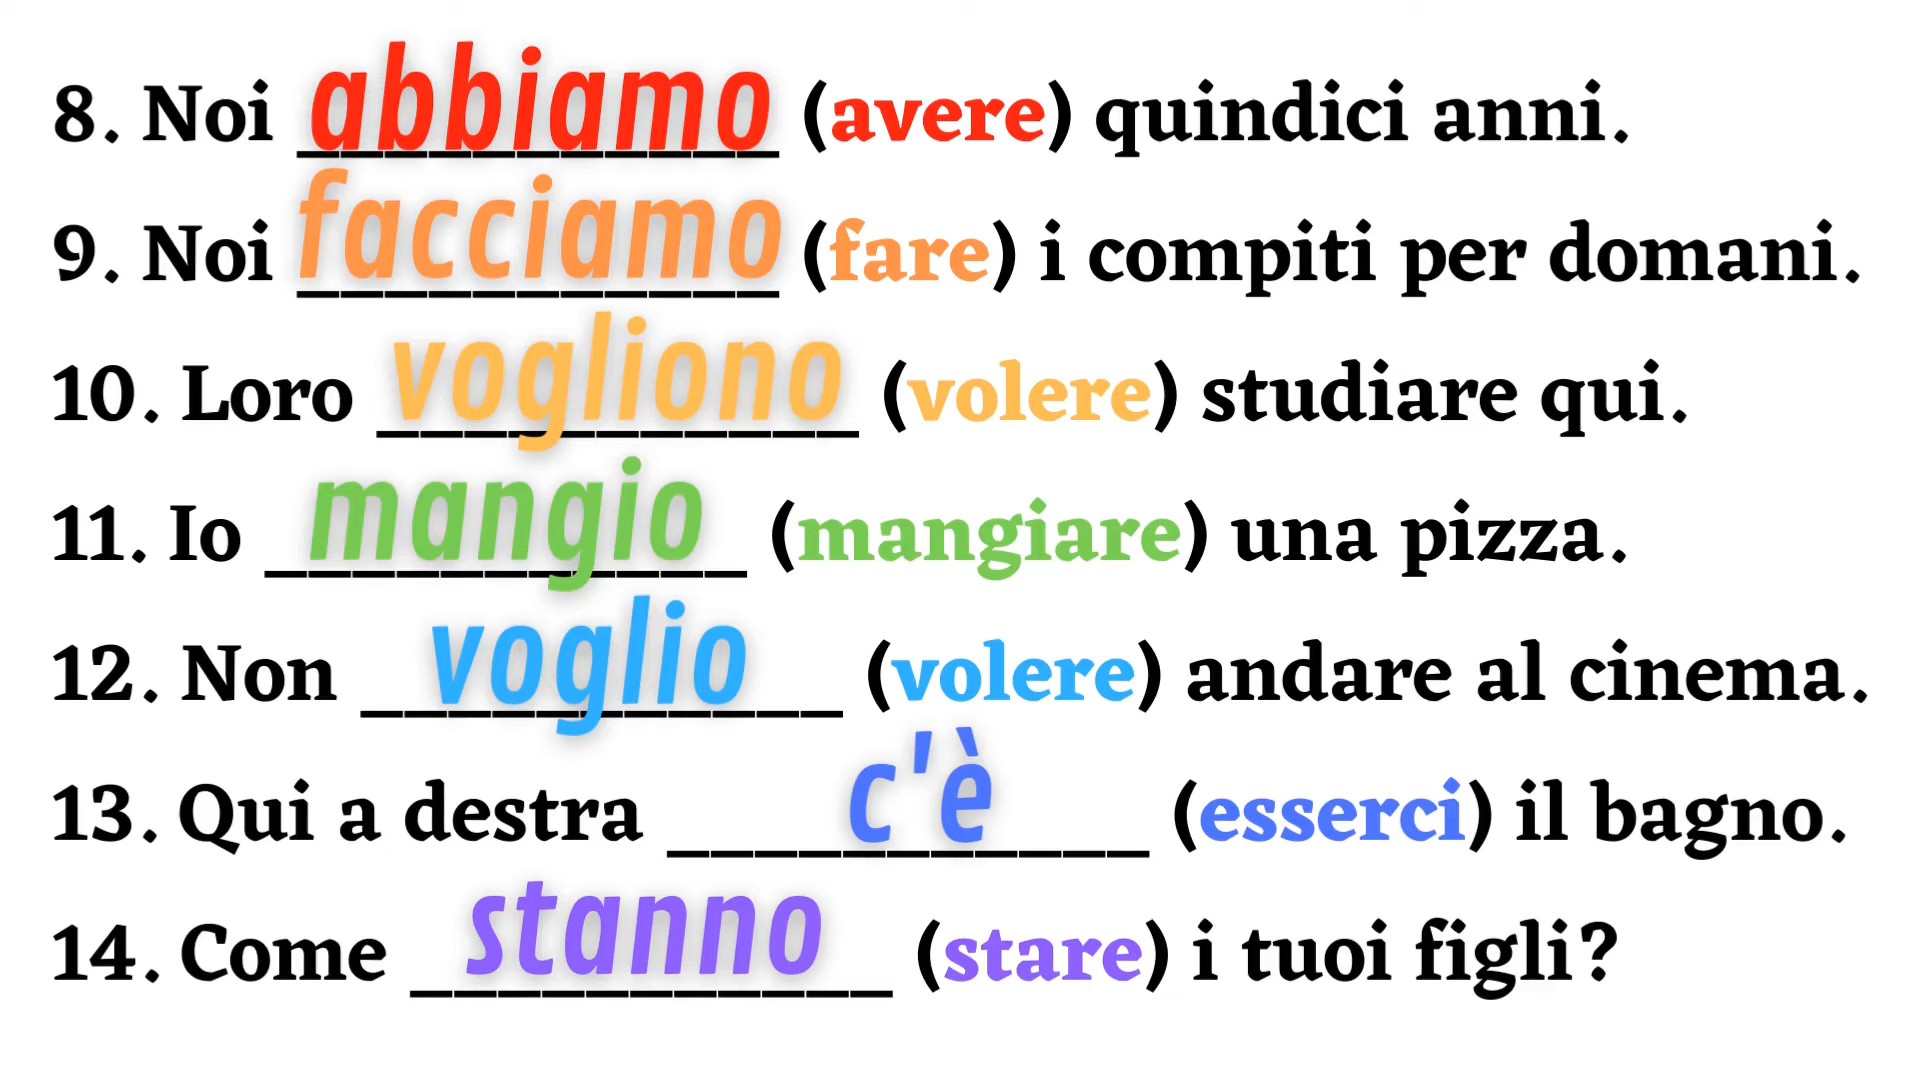 8. Noi abbiamo (avere) quindici anni.
9. Noi facciamo (fare) i compiti per domani.
10. Loro vogliono (volere) studiare qui.
11. Io mangio (mangiare) una pizza.
12. Non voglio (volere) andare al cinema.
13. Qui a destra c'è (esserci) il bagno.
14. Come stanno (stare) i tuoi figli?